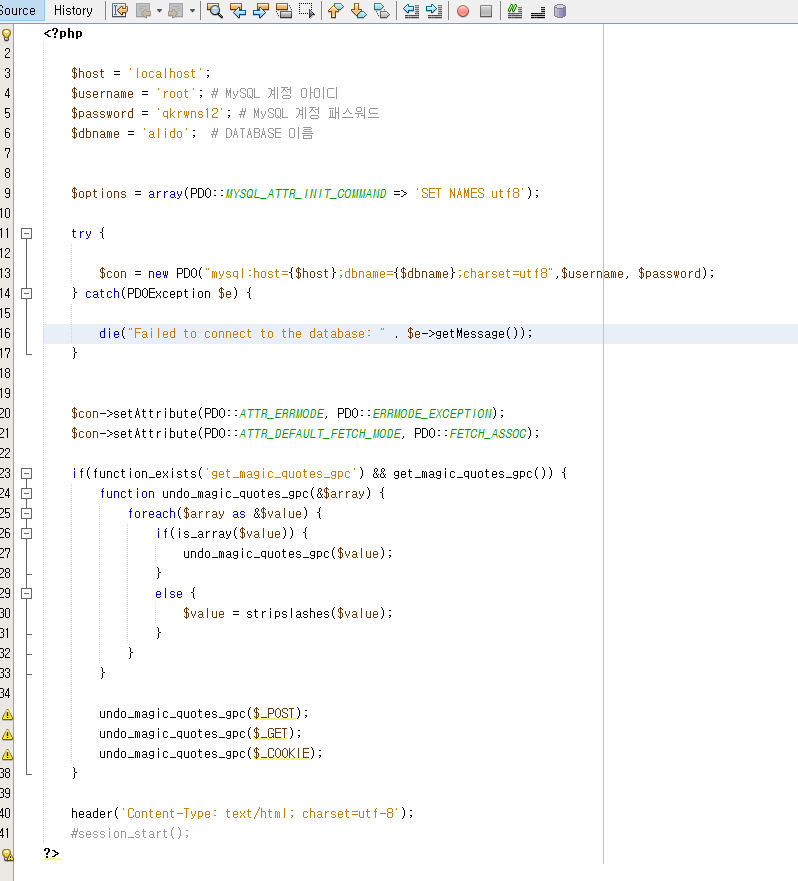 Source History
<?php
2
3 $host = 'localhost';
4 $username = 'root'; # MySQL 계정 아이디
5 $password = 'qkrwns12'; # MySQL 계정 패스워드
6 $dbname = 'alido';  # DATABASE 이름
7
8
9 $options = array(PDO::MYSQL_ATTR_INIT_COMMAND => 'SET NAMES utf8');
10
11 try {
12
13 $con = new PDO("mysql:host={$host};dbname={$dbname};charset=utf8",$username, $password);
14 } catch(PDOException $e) {
15
16 die("Failed to connect to the database: " . $e->getMessage());
17 }
18
19
20 $con->setAttribute(PDO::ATTR_ERRMODE, PDO::ERRMODE_EXCEPTION);
21 $con->setAttribute(PDO::ATTR_DEFAULT_FETCH_MODE, PDO::FETCH_ASSOC);
22
23 if(function_exists('get_magic_quotes_gpc') && get_magic_quotes_gpc()) {
24 function undo_magic_quotes_gpc(&$array) {
25 foreach($array as &$value) {
26 if(is_array($value)) {
27 undo_magic_quotes_gpc($value);
28 }
29 else {
30 $value = stripslashes($value);
31 }
32 }
33 }
34
undo_magic_quotes_gpc($_POST);
undo_magic_quotes_gpc($_GET);
undo_magic_quotes_gpc($_COOKIE);
38 }
39
40 header('Content-Type: text/html; charset=utf-8');
41 #session_start();
?>